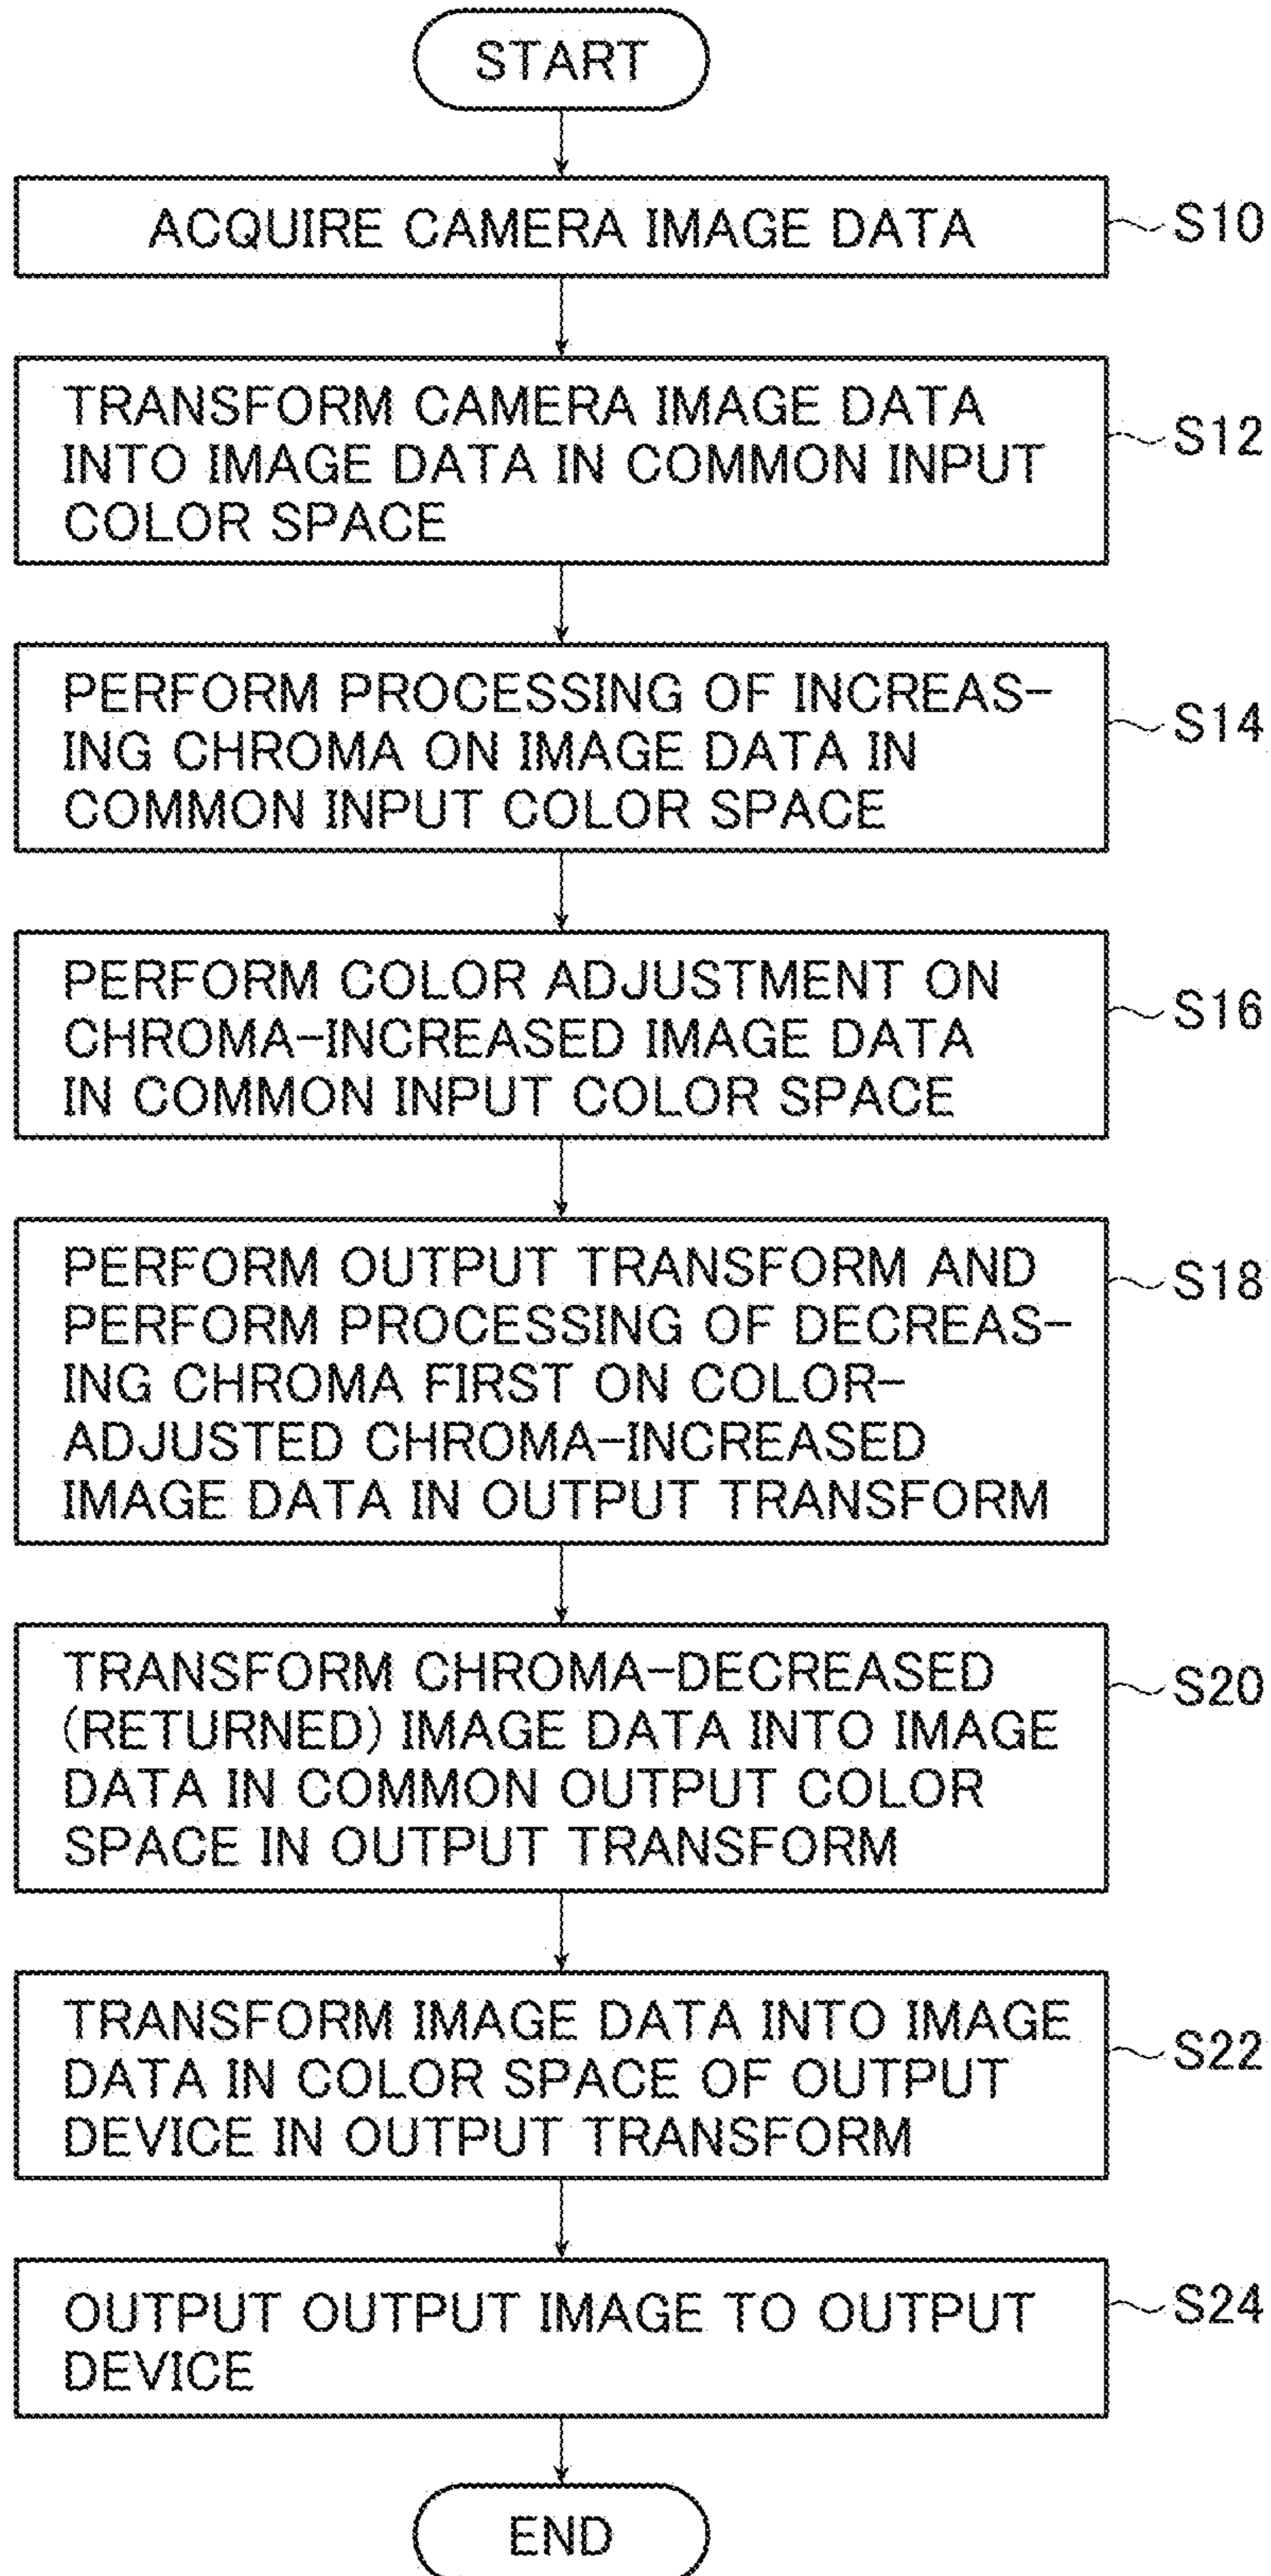 START
ACQUIRE CAMERA IMAGE DATA
S10
TRANSFORM CAMERA IMAGE DATA
INTO IMAGE DATA IN COMMON INPUT
COLOR SPACE
S12
PERFORM PROCESSING OF INCREAS-
ING CHROMA ON IMAGE DATA IN
COMMON INPUT COLOR SPACE
S14
PERFORM COLOR ADJUSTMENT ON
CHROMA-INCREASED IMAGE DATA
IN COMMON INPUT COLOR SPACE
S16
PERFORM OUTPUT TRANSFORM AND
PERFORM PROCESSING OF DECREAS-
ING CHROMA FIRST ON COLOR-
ADJUSTED CHROMA-INCREASED
IMAGE DATA IN OUTPUT TRANSFORM
S18
TRANSFORM CHROMA-DECREASED
(RETURNED) IMAGE DATA INTO IMAGE
DATA IN COMMON OUTPUT COLOR
SPACE IN OUTPUT TRANSFORM
S20
TRANSFORM IMAGE DATA INTO IMAGE
DATA IN COLOR SPACE OF OUTPUT
DEVICE IN OUTPUT TRANSFORM
S22
OUTPUT OUTPUT IMAGE TO OUTPUT
DEVICE
S24
END